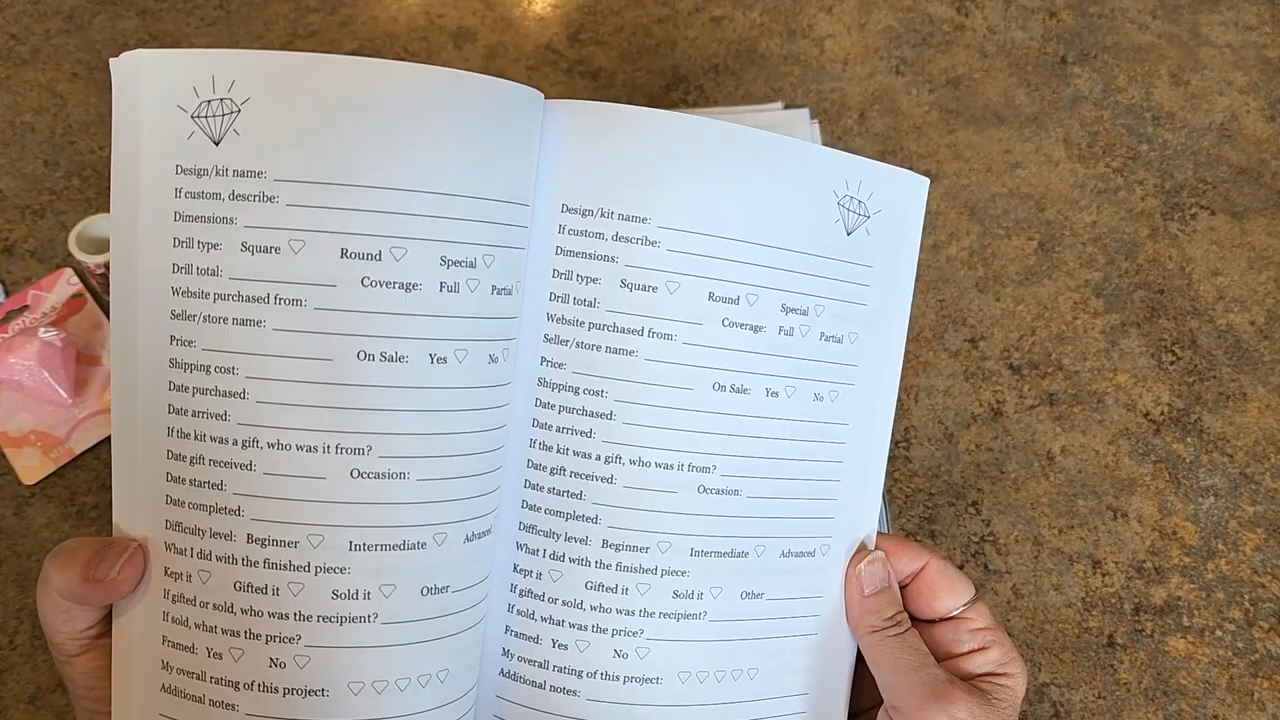 Design/kit name:
If custom, describe:
Dimensions:
Drill type: Square Round Special
Drill total: Coverage: Full Partial
Website purchased from:
Seller/store name:
Price: On Sale: Yes No
Shipping cost:
Date purchased:
Date arrived:
If the kit was a gift, who was it from?
Date gift received: Occasion:
Date started:
Date completed:
Difficulty level: Beginner Intermediate Advanced
What I did with the finished piece:
Kept it Gifted it Sold it Other
If gifted or sold, who was the recipient?
If sold, what was the price?
Framed: Yes No
My overall rating of this project:
Additional notes:
Design/kit name:
If custom, describe:
Dimensions:
Drill type: Square Round Special
Drill total: Coverage: Full Partial
Website purchased from:
Seller/store name:
Price: On Sale: Yes No
Shipping cost:
Date purchased:
Date arrived:
If the kit was a gift, who was it from?
Date gift received: Occasion:
Date started:
Date completed:
Difficulty level: Beginner Intermediate Advanced
What I did with the finished piece:
Kept it Gifted it Sold it Other
If gifted or sold, who was the recipient?
If sold, what was the price?
Framed: Yes No
My overall rating of this project:
Additional notes: